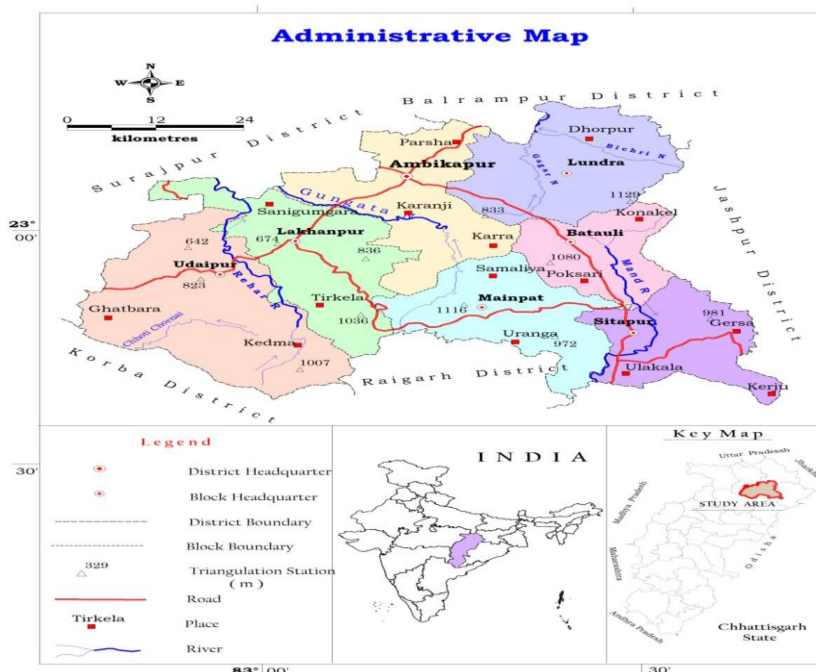 Administrative Map
N
W E
S
0 12 24
kilometres
Surajpur District
Balrampur District
Jashpur District
Korba District
Raigarh District
23°
00'
30'
Parsha
Dhorpur
Bichri N
Ambikapur
Lundra
Gagar N
1129
Gungata
Sanigumgara
Karanji
833
Konakel
Lakhanpur
Batauli
642
674
836
Karra
Udaipur
1080
Samaliya
Poksari
Mand R
823
Rehar R
Ghatbara
Tirkela
1116
Mainpat
981
Chhoti Chornai
1036
Sitapur
Gersa
Kedma
Uranga
972
1007
Ulakala
Kerju
Legend
District Headquarter
Block Headquarter
District Boundary
Block Boundary
329
Triangulation Station
( m )
Road
Tirkela
Place
River
INDIA
Key Map
Uttar Pradesh
Madhya Pradesh
STUDY AREA
Maharashtra
Odisha
Andhra Pradesh
Chhattisgarh
State
83° 00'
30'